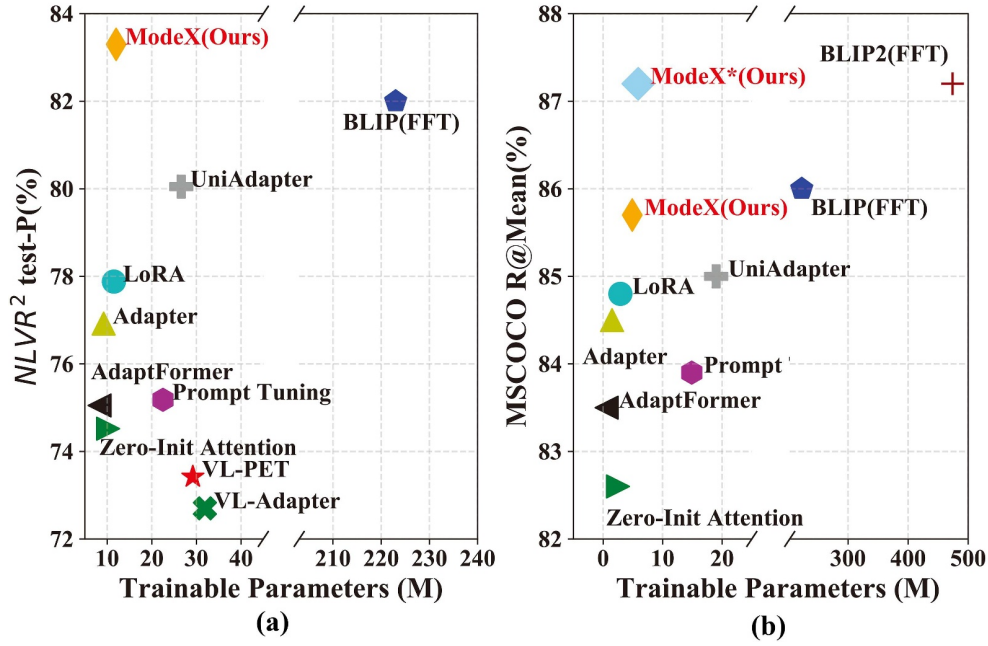 84
82
80
78
76
74
72
NLVR² test-P(%)
ModeX(Ours)
BLIP(FFT)
UniAdapter
LoRA
Adapter
AdaptFormer
Prompt Tuning
Zero-Init Attention
VL-PET
VL-Adapter
10 20 30 40 210 220 230 240
Trainable Parameters (M)
(a)
88
87
86
85
84
83
82
MSCOCO R@Mean(%)
BLIP2(FFT)
ModeX*(Ours)
ModeX(Ours)
BLIP(FFT)
UniAdapter
LoRA
Adapter
Prompt
AdaptFormer
Zero-Init Attention
0 10 20 300 400 500
Trainable Parameters (M)
(b)